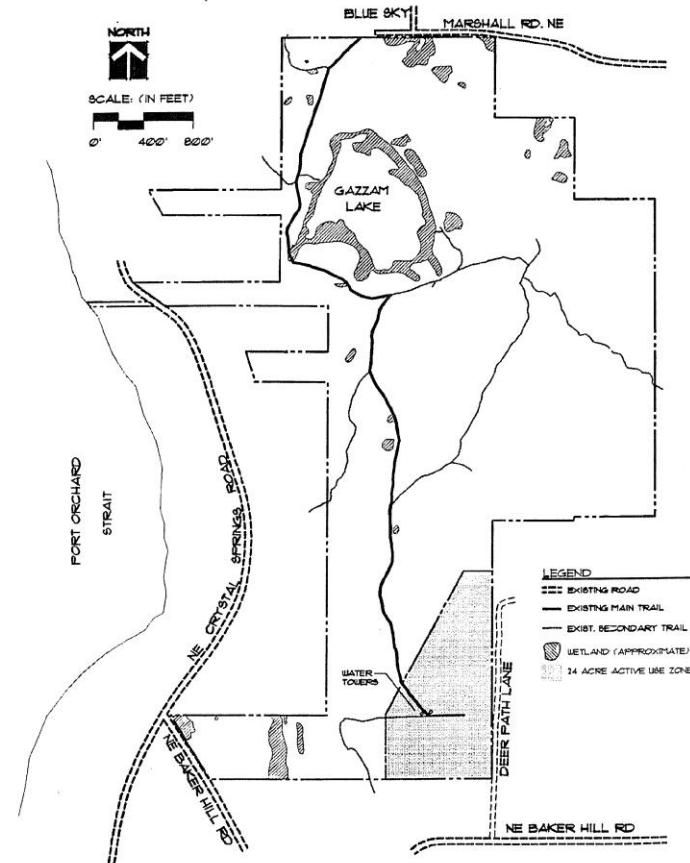 BLUE SKY
MARSHALL RD. NE
NORTH
SCALE: (IN FEET)
0' 400' 800'
GAZZAM
LAKE
PORT ORCHARD
STRAIT
NE CRYSTAL SPRINGS ROAD
LEGEND
EXISTING ROAD
EXISTING MAIN TRAIL
EXIST. SECONDARY TRAIL
WETLAND (APPROXIMATE)
24 ACRE ACTIVE USE ZONE
WATER
TOWERS
DEER PATH LANE
NE BAKER HILL RD
NE BAKER HILL RD